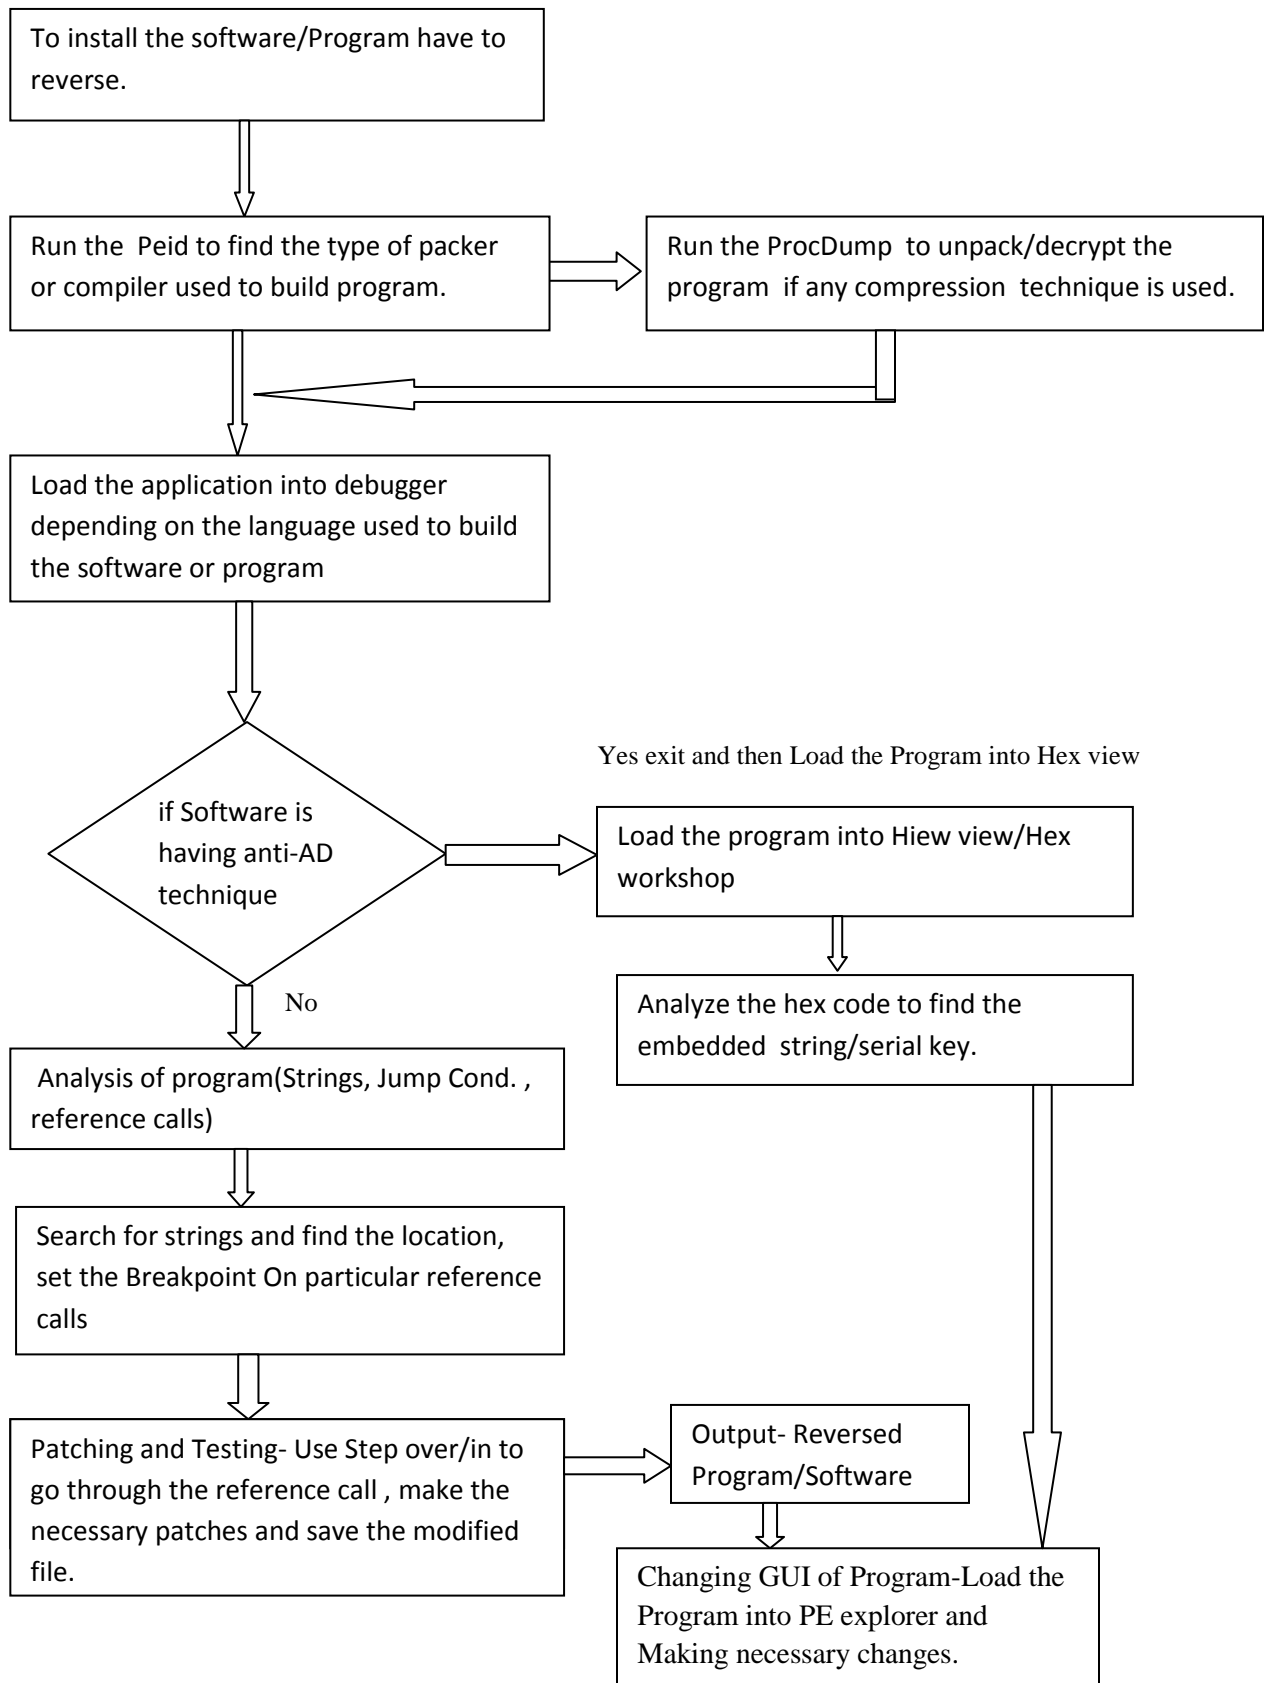 To install the software/Program have to
reverse.
Run the  Peid to find the type of packer
or compiler used to build program.
Run the ProcDump  to unpack/decrypt the
program  if any compression  technique is used.
Load the application into debugger
depending on the language used to build
the software or program
if Software is
having anti-AD
technique
Yes exit and then Load the Program into Hex view
Load the program into Hiew view/Hex
workshop
Analyze the hex code to find the
embedded  string/serial key.
No
Analysis of program(Strings, Jump Cond. ,
reference calls)
Search for strings and find the location,
set the Breakpoint On particular reference
calls
Patching and Testing- Use Step over/in to
go through the reference call , make the
necessary patches and save the modified
file.
Output- Reversed
Program/Software
Changing GUI of Program-Load the
Program into PE explorer and
Making necessary changes.